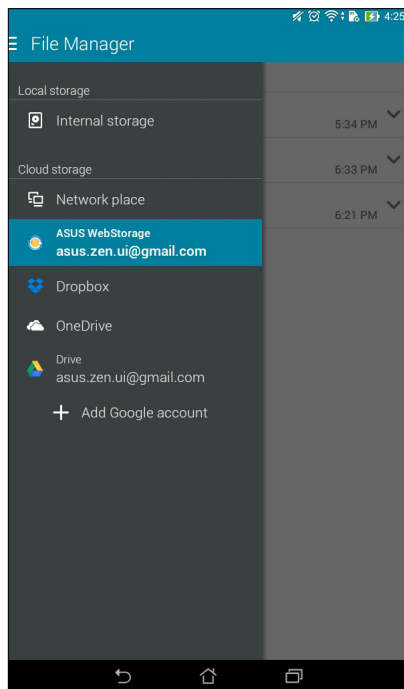 4:25
File Manager
Local storage
Internal storage
5:34 PM
Cloud storage
6:33 PM
Network place
6:21 PM
ASUS WebStorage
asus.zen.ui@gmail.com
Dropbox
OneDrive
Drive
asus.zen.ui@gmail.com
Add Google account